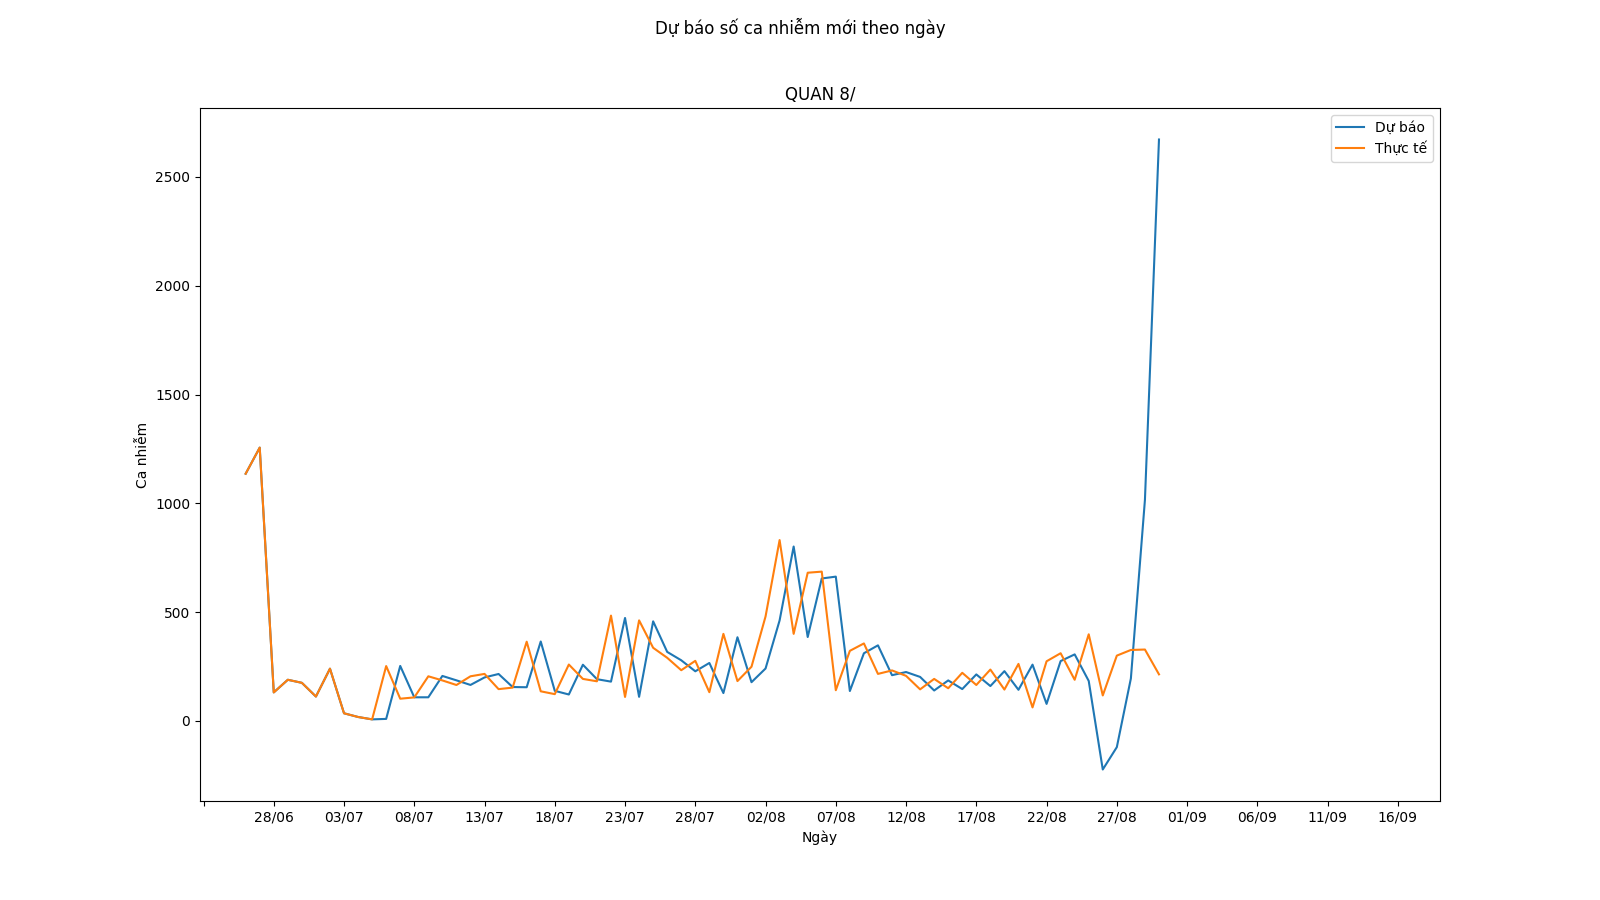 Dự báo số ca nhiễm mới theo ngày
QUAN 8/
Dự báo
Thực tế
2500
2000
1500
1000
500
0
Ca nhiễm
28/06 03/07 08/07 13/07 18/07 23/07 28/07 02/08 07/08 12/08 17/08 22/08 27/08 01/09 06/09 11/09 16/09
Ngày